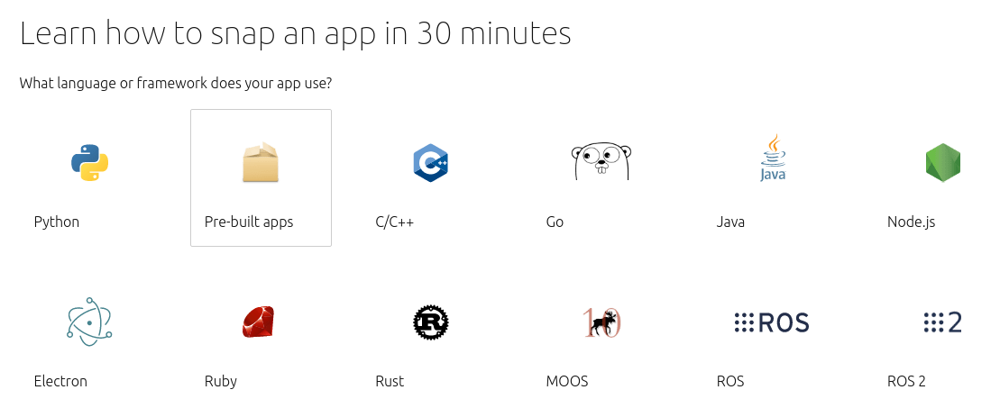 Learn how to snap an app in 30 minutes
What language or framework does your app use?
C++ Java
Python Pre-built apps C/C++ Go Java Node.js
R 10 ROS 2
Electron Ruby Rust MOOS ROS ROS 2